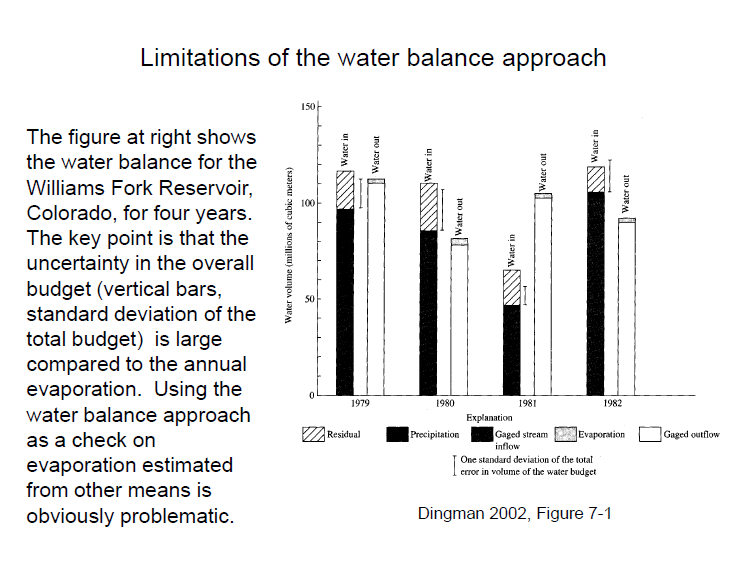 Limitations of the water balance approach
The figure at right shows
the water balance for the
Williams Fork Reservoir,
Colorado, for four years.
The key point is that the
uncertainty in the overall
budget (vertical bars,
standard deviation of the
total budget)  is large
compared to the annual
evaporation.  Using the
water balance approach
as a check on
evaporation estimated
from other means is
obviously problematic.
Water volume (millions of cubic meters)
150
100
50
0
Water in
Water out
Water in
Water out
Water in
Water out
Water in
Water out
1979
1980
1981
1982
Explanation
Residual
Precipitation
Gaged stream
inflow
Evaporation
Gaged outflow
One standard deviation of the total
error in volume of the water budget
Dingman 2002, Figure 7-1